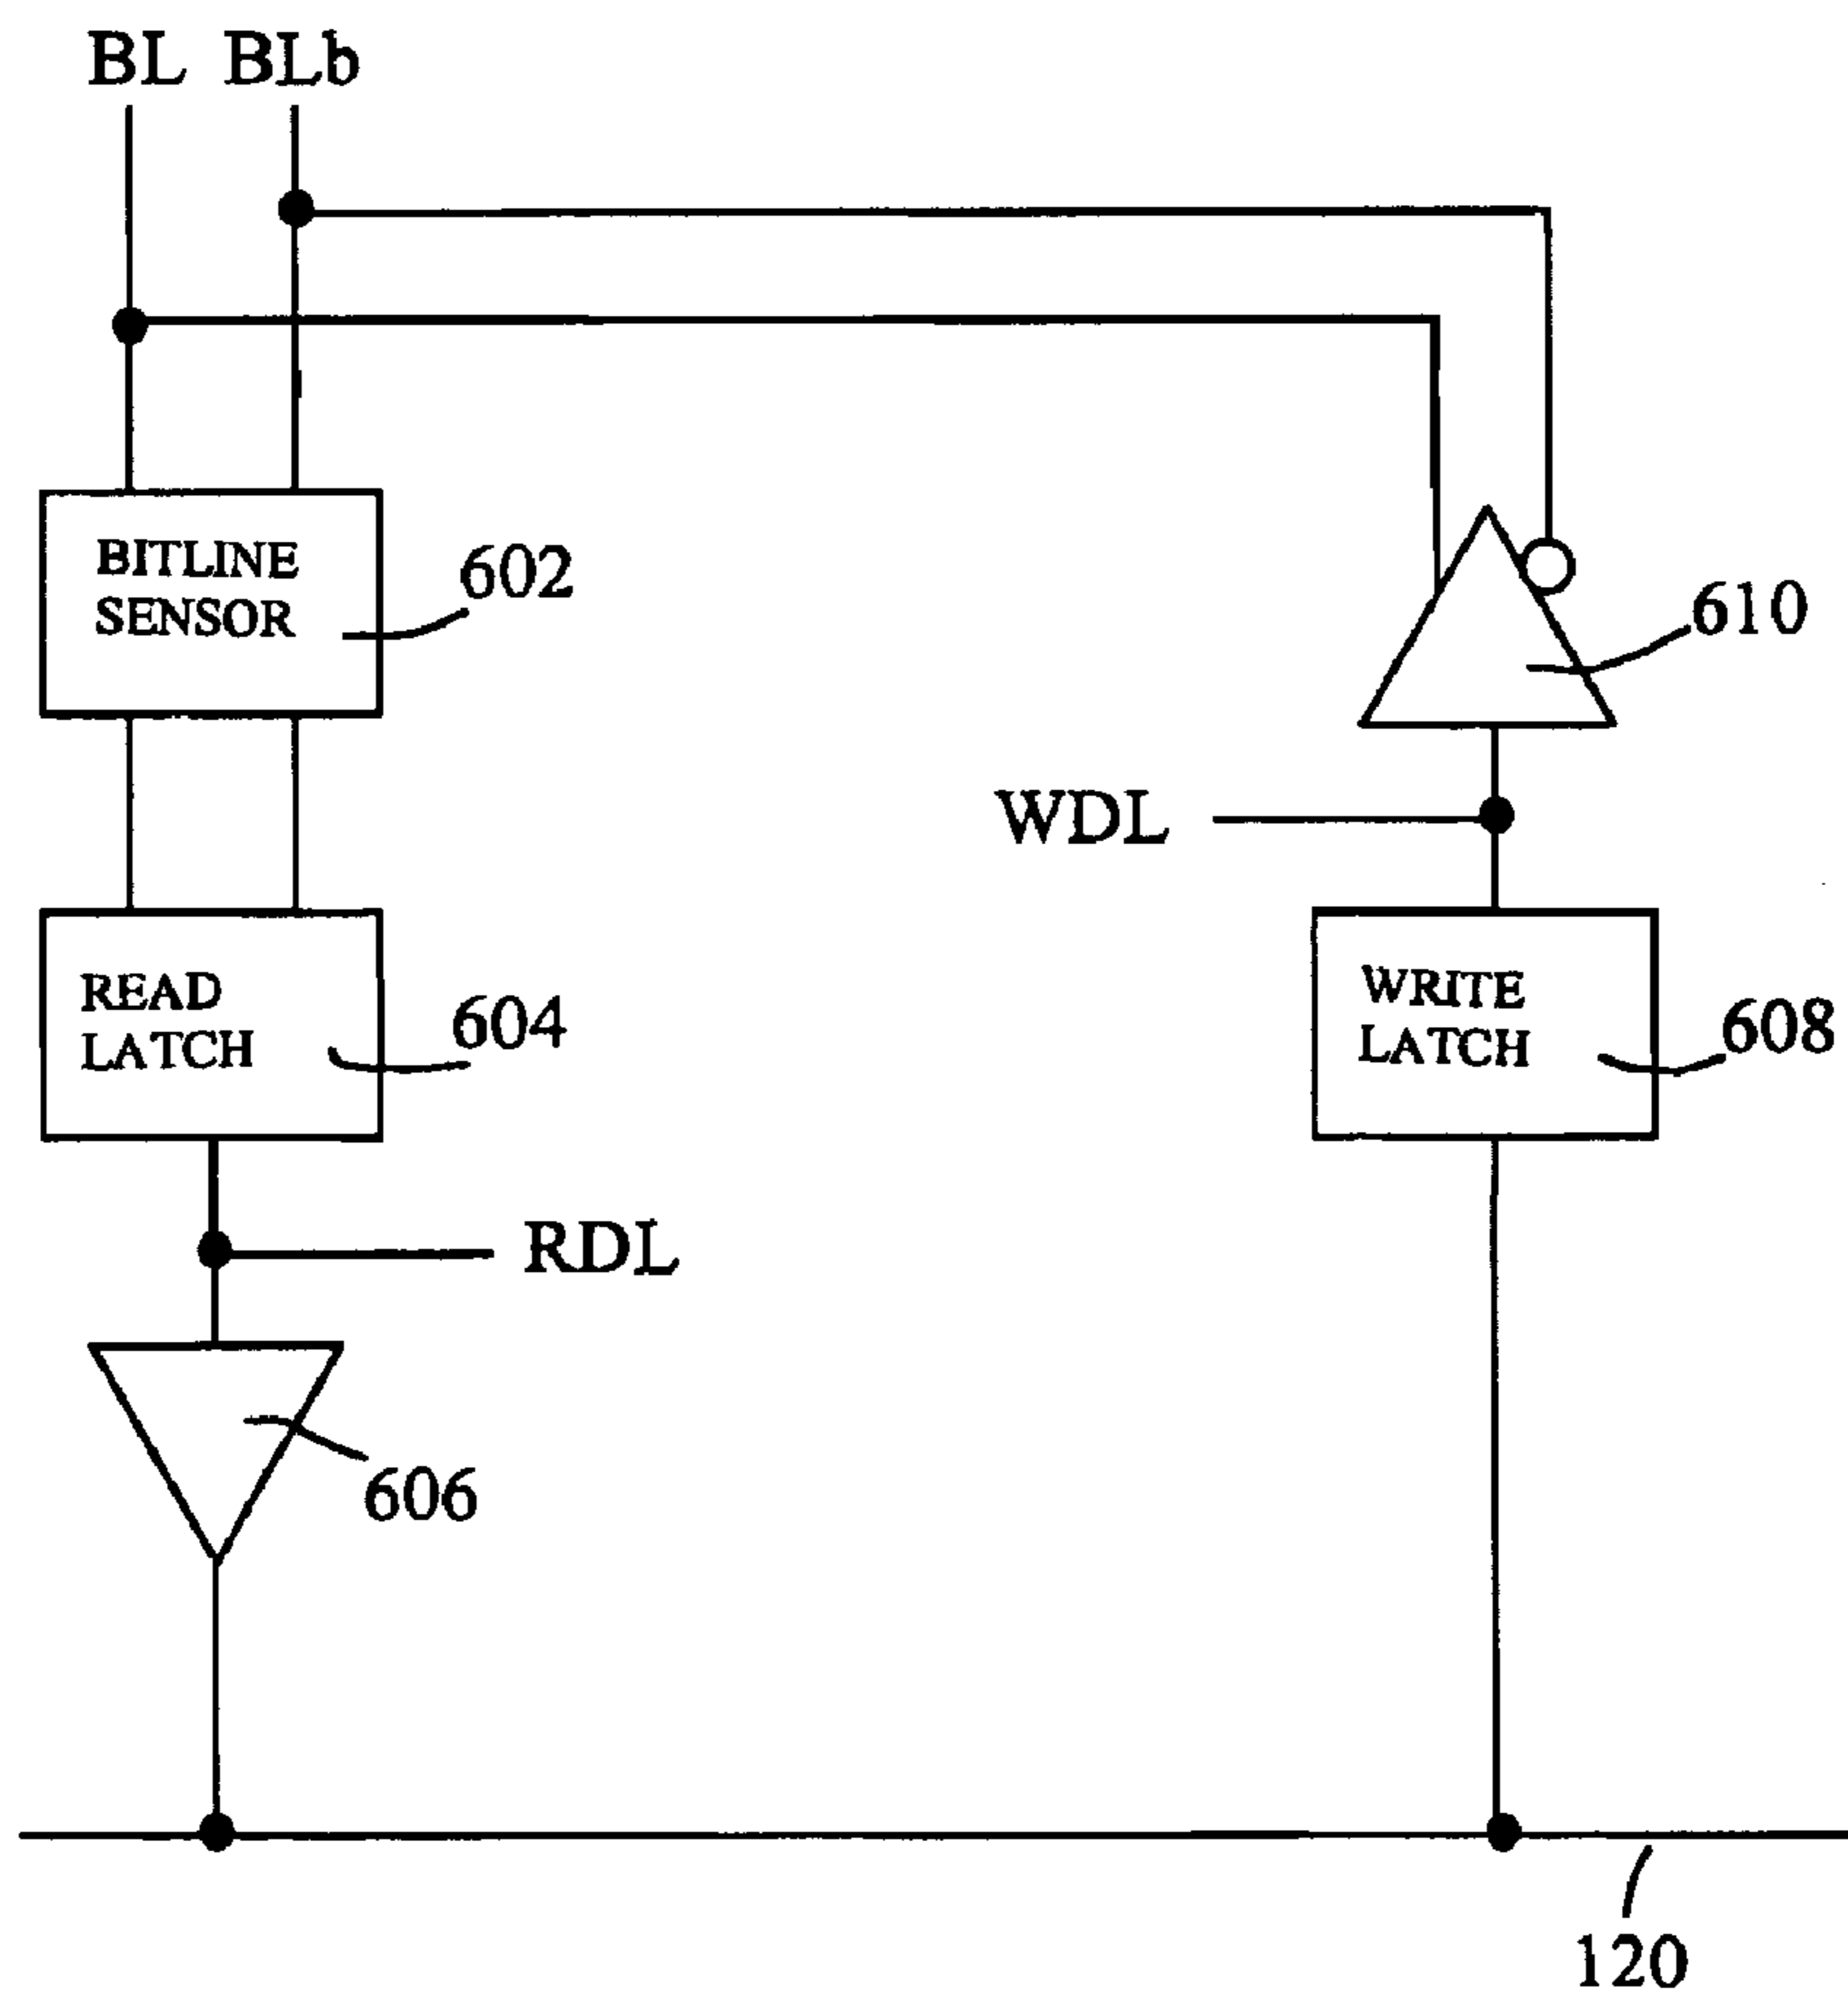 BL BLb
BITLINE
SENSOR
602
610
WDL
READ
LATCH
604
WRITE
LATCH
608
RDL
606
120